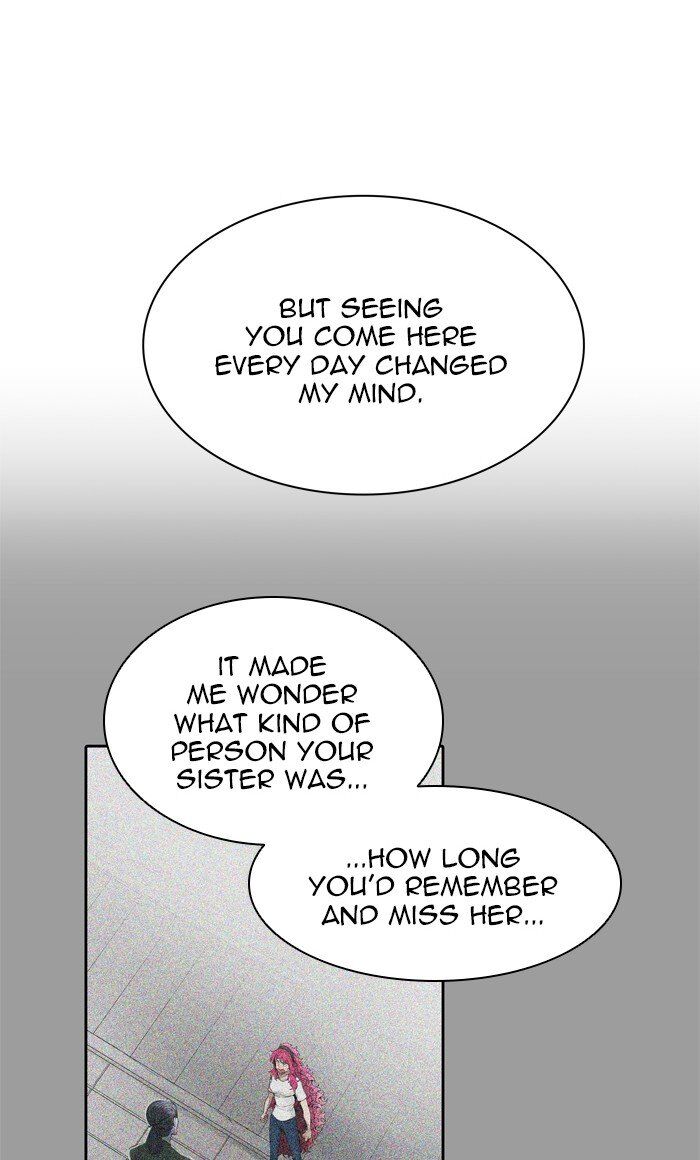 BUT SEEING
YOU COME HERE
EVERY DAY CHANGED
MY MIND.
IT MADE
ME WONDER
WHAT KIND OF
PERSON YOUR
SISTER WAS...
...HOW LONG
YOU'D REMEMBER
AND MISS HER...